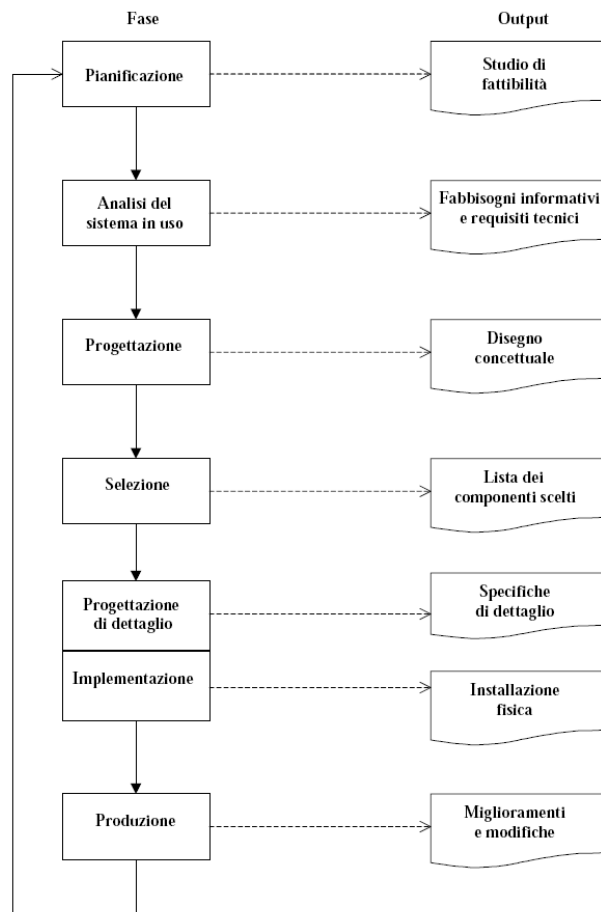 Fase
Output
Pianificazione
Studio di
fattibilità
Analisi del
sistema in uso
Fabbisogni informativi
e requisiti tecnici
Progettazione
Disegno
concettuale
Selezione
Lista dei
componenti scelti
Progettazione
di dettaglio
Specifiche
di dettaglio
Implementazione
Installazione
fisica
Produzione
Miglioramenti
e modifiche